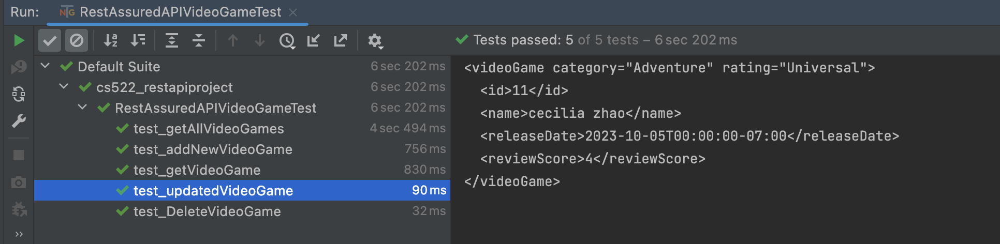 Run: NTG RestAssuredAPIVideoGameTest
Tests passed: 5 of 5 tests – 6 sec 202 ms
Default Suite 6 sec 202 ms
cs522_restapiproject 6 sec 202 ms
RestAssuredAPIVideoGameTest 6 sec 202 ms
test_getAllVideoGames 4 sec 494 ms
test_addNewVideoGame 756 ms
test_getVideoGame 830 ms
test_updatedVideoGame 90 ms
test_DeleteVideoGame 32 ms
<videoGame category="Adventure" rating="Universal">
  <id>11</id>
  <name>cecilia zhao</name>
  <releaseDate>2023-10-05T00:00:00-07:00</releaseDate>
  <reviewScore>4</reviewScore>
</videoGame>